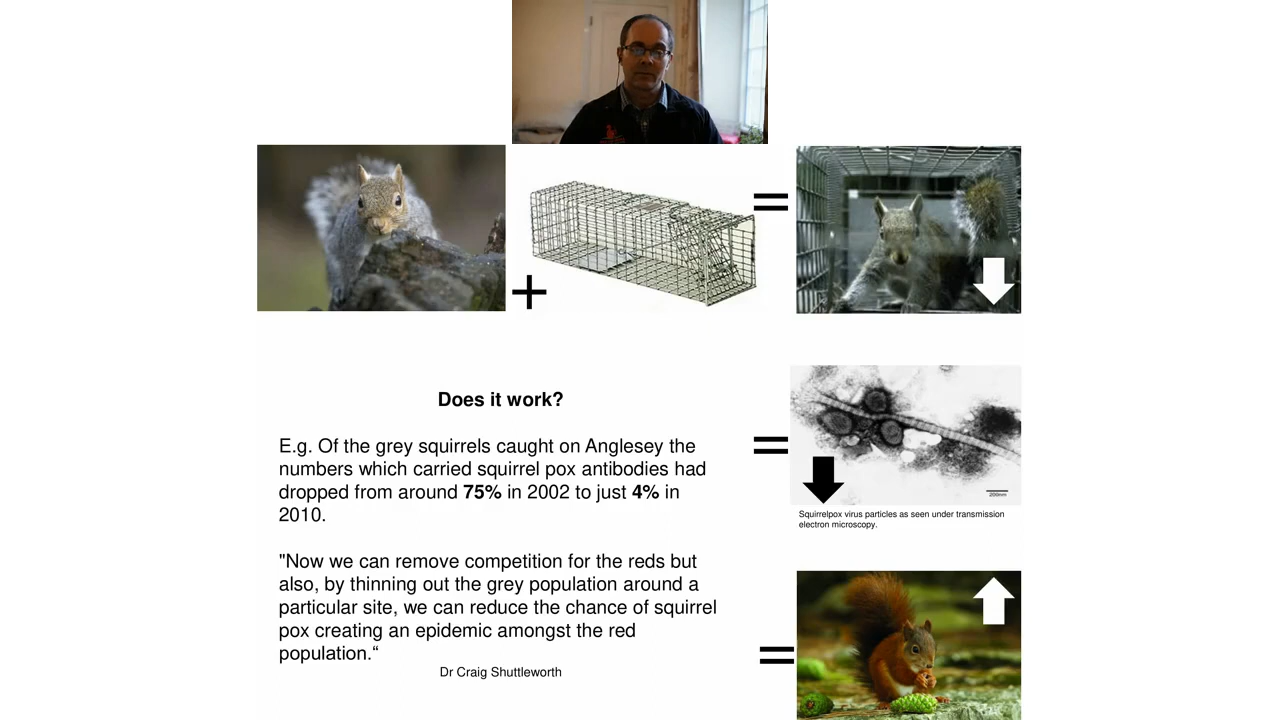 Does it work?
E.g. Of the grey squirrels caught on Anglesey the
numbers which carried squirrel pox antibodies had
dropped from around 75% in 2002 to just 4% in
2010.
"Now we can remove competition for the reds but
also, by thinning out the grey population around a
particular site, we can reduce the chance of squirrel
pox creating an epidemic amongst the red
population.“
Dr Craig Shuttleworth
+
=
=
200nm
Squirrelpox virus particles as seen under transmission
electron microscopy.
=